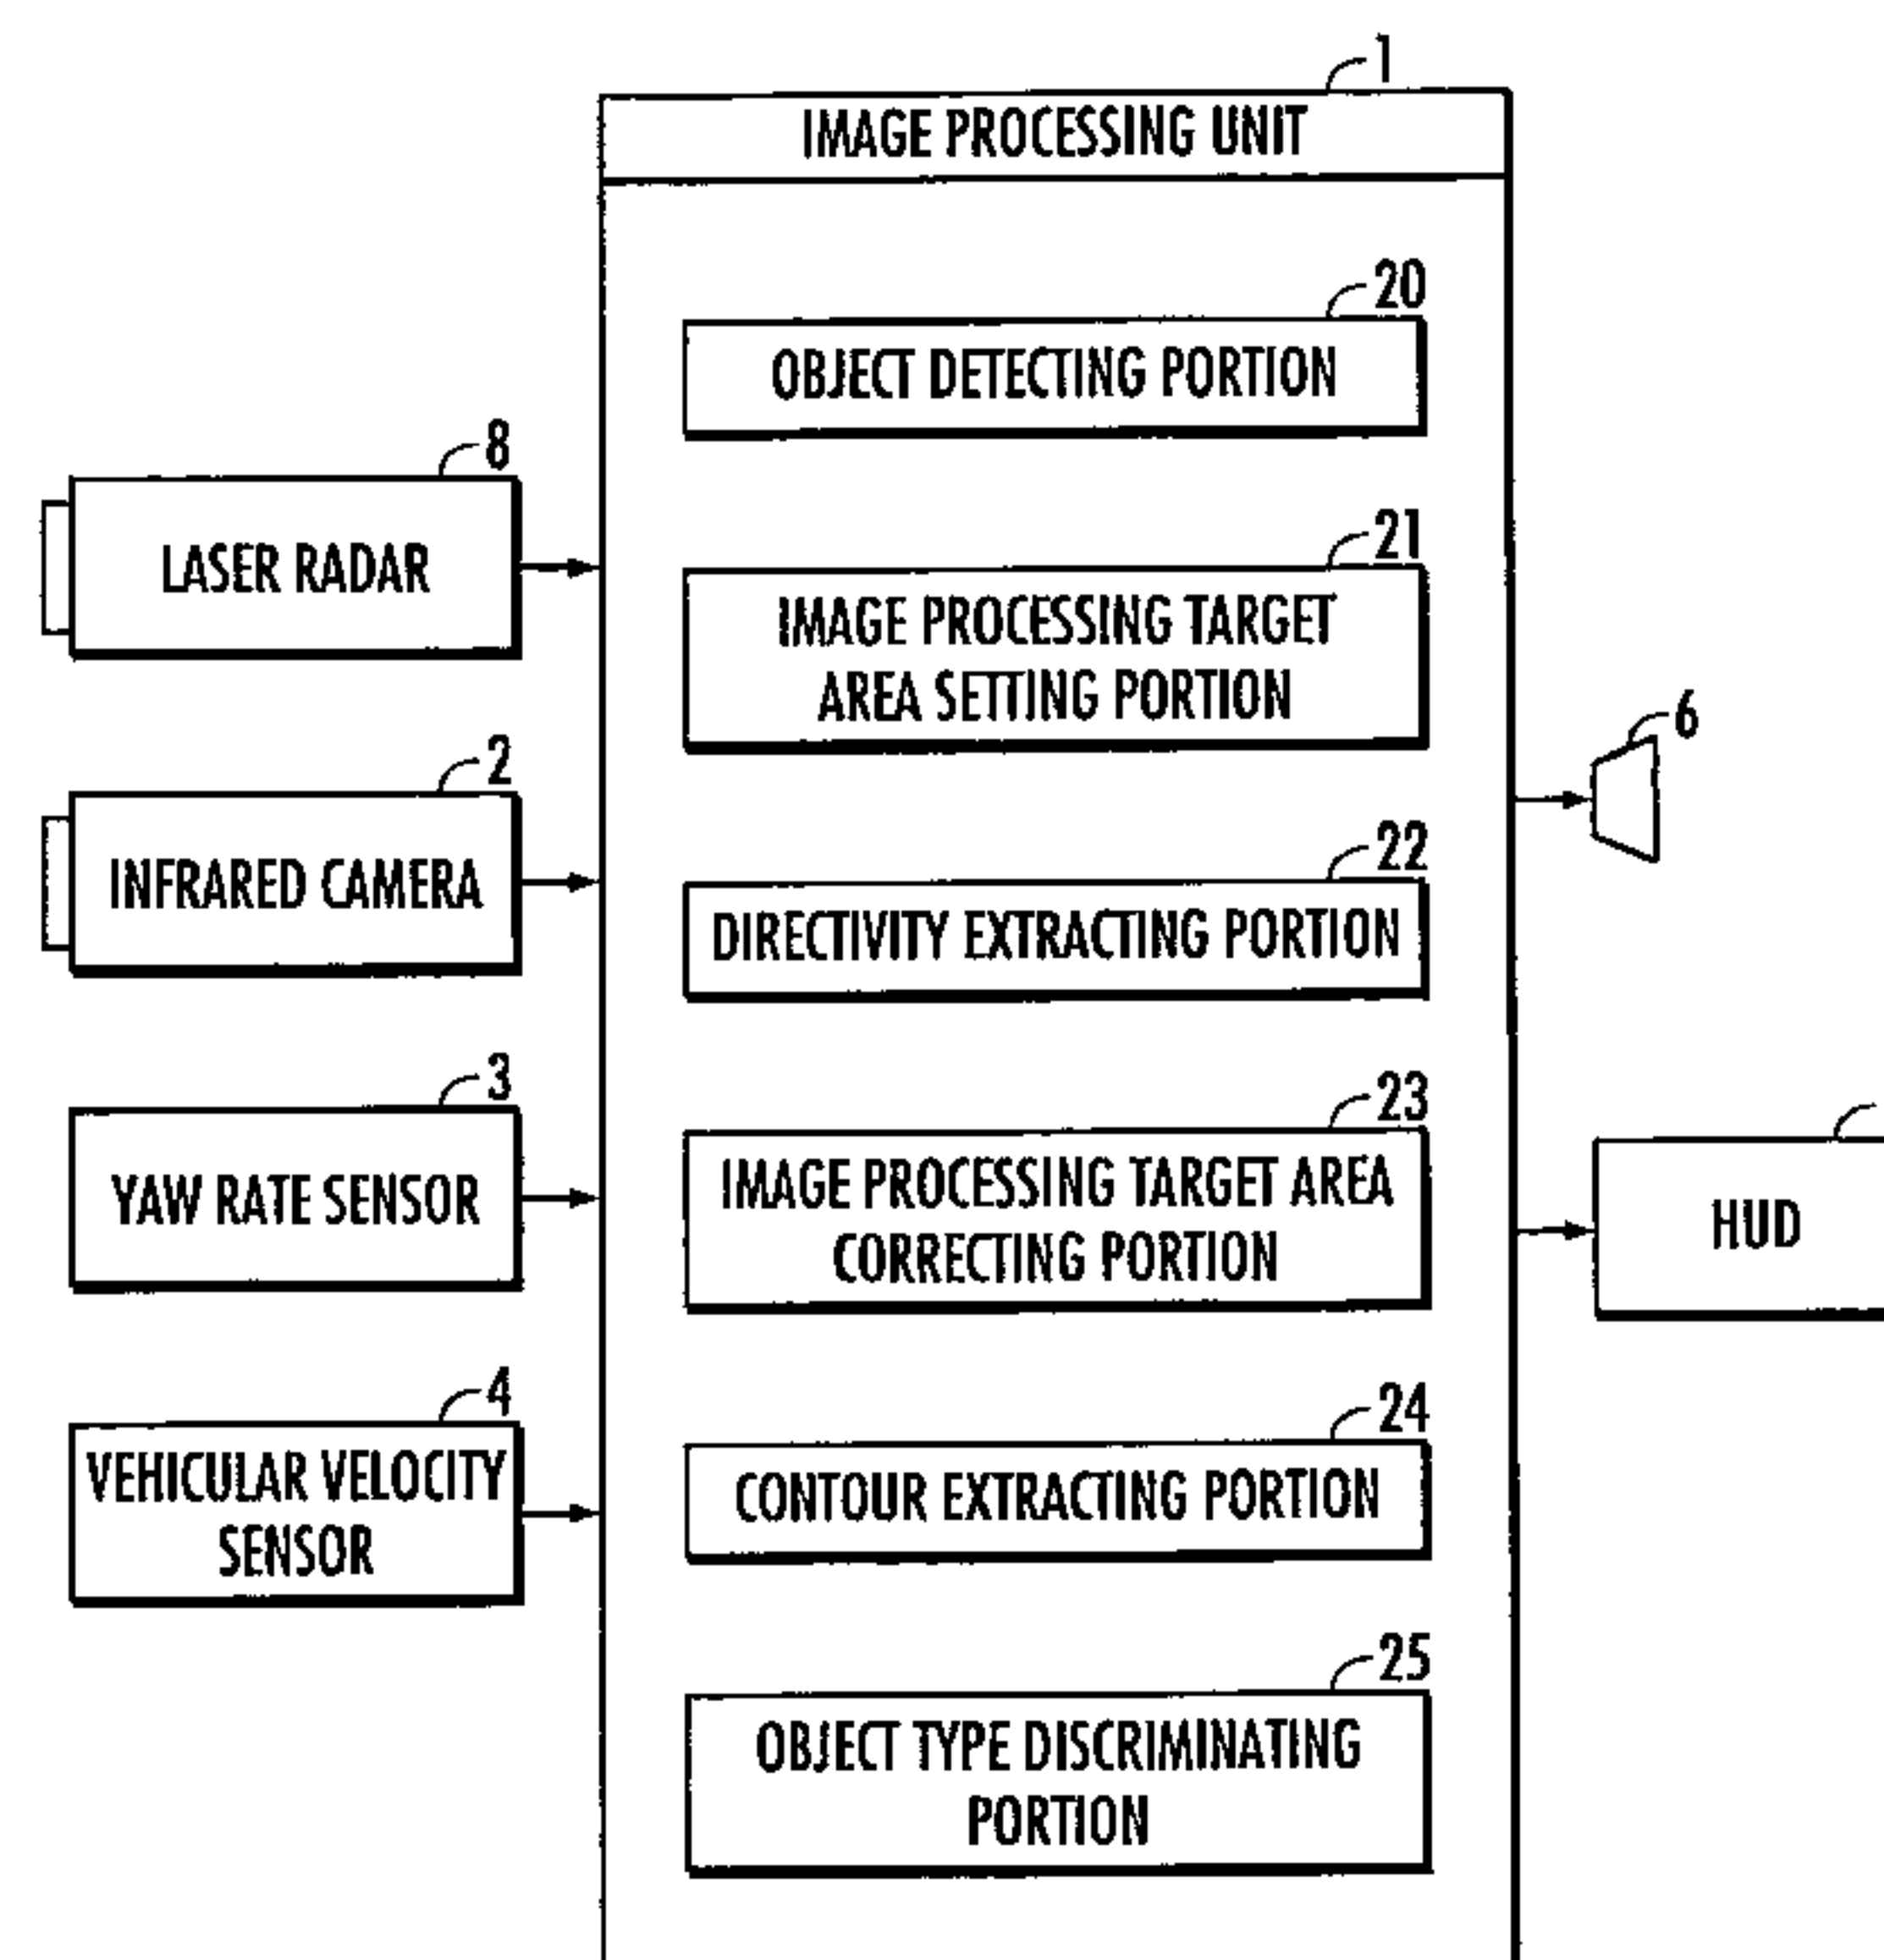 1
IMAGE PROCESSING UNIT
20
OBJECT DETECTING PORTION
8
LASER RADAR
21
IMAGE PROCESSING TARGET
AREA SETTING PORTION
6
2
INFRARED CAMERA
22
DIRECTIVITY EXTRACTING PORTION
3
YAW RATE SENSOR
23
IMAGE PROCESSING TARGET AREA
CORRECTING PORTION
HUD
4
VEHICULAR VELOCITY
SENSOR
24
CONTOUR EXTRACTING PORTION
25
OBJECT TYPE DISCRIMINATING
PORTION